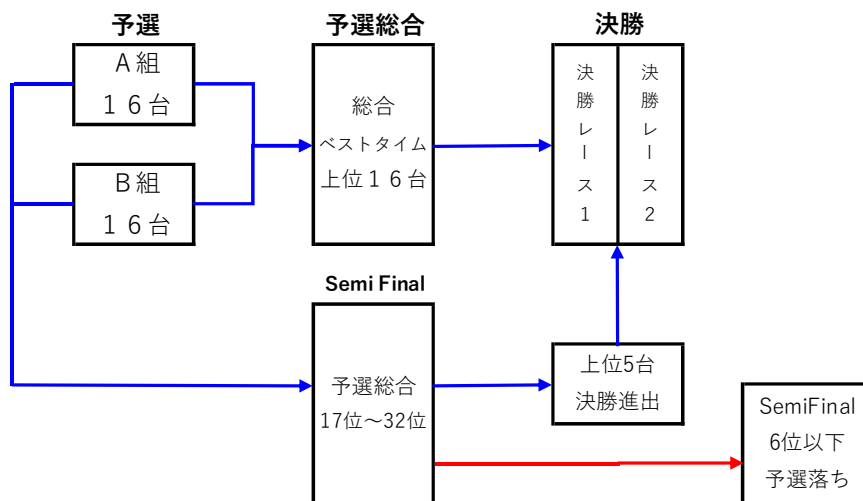 予選
A組
１６台
B組
１６台
予選総合
総合
ベストタイム
上位１６台
決勝
決勝レース1
決勝レース2
Semi Final
予選総合
17位～32位
上位5台
決勝進出
SemiFinal
6位以下
予選落ち